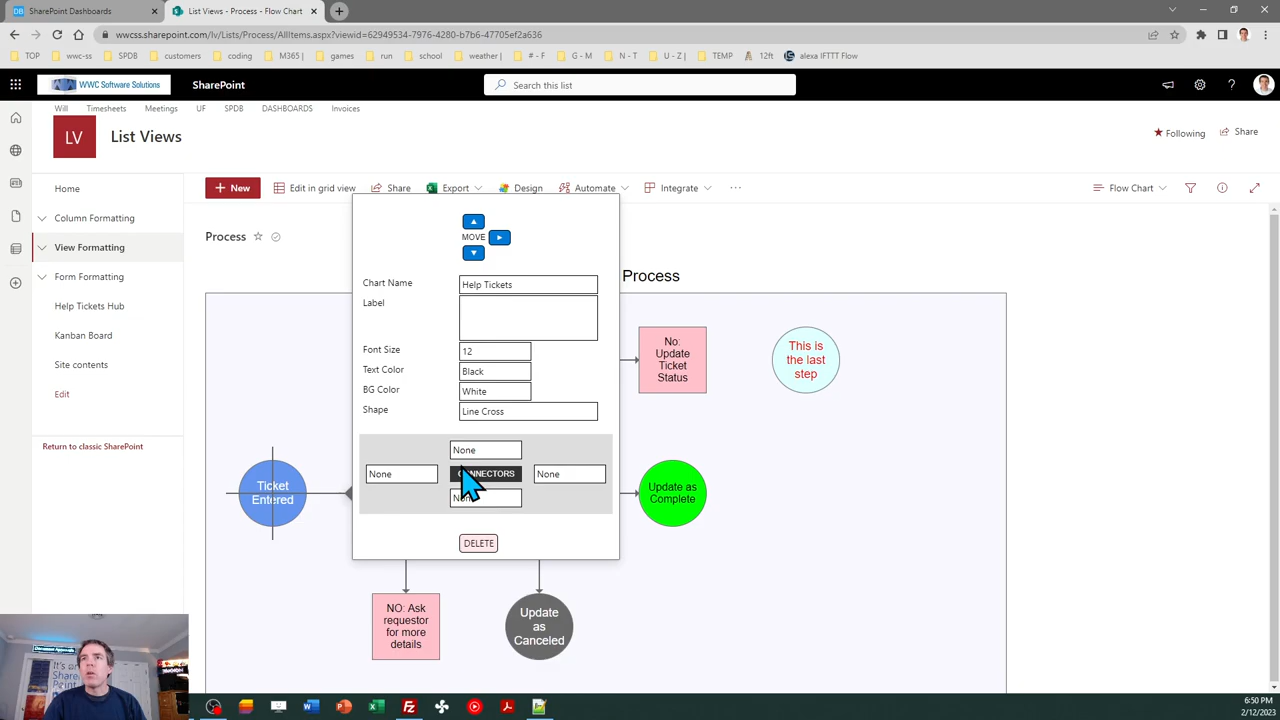 SharePoint Dashboards
List Views - Process - Flow Chart
wwcss.sharepoint.com/lv/Lists/Process/AllItems.aspx?viewid=62949534-7976-4280-b7b6-47705ef2a636
TOP
wwc-ss
SPDB
customers
coding
M365 |
games
run
school
weather |
# - F
G - M
N - T
U - Z |
TEMP
12ft
alexa IFTTT Flow
WWC Software Solutions
SharePoint
Search this list
Will
Timesheets
Meetings
UF
SPDB
DASHBOARDS
Invoices
LV
List Views
Following
Share
Home
Column Formatting
View Formatting
Form Formatting
Help Tickets Hub
Kanban Board
Site contents
Edit
Return to classic SharePoint
New
Edit in grid view
Share
Export
Design
Automate
Integrate
...
Flow Chart
Process
Process
MOVE
Chart Name
Help Tickets
Label
Font Size
12
Text Color
Black
BG Color
White
Shape
Line Cross
None
None
CONNECTORS
None
None
DELETE
No:
Update
Ticket
Status
This is
the last
step
Ticket
Entered
Update as
Complete
NO: Ask
requestor
for more
details
Update
as
Canceled
6:50 PM
2/12/2023